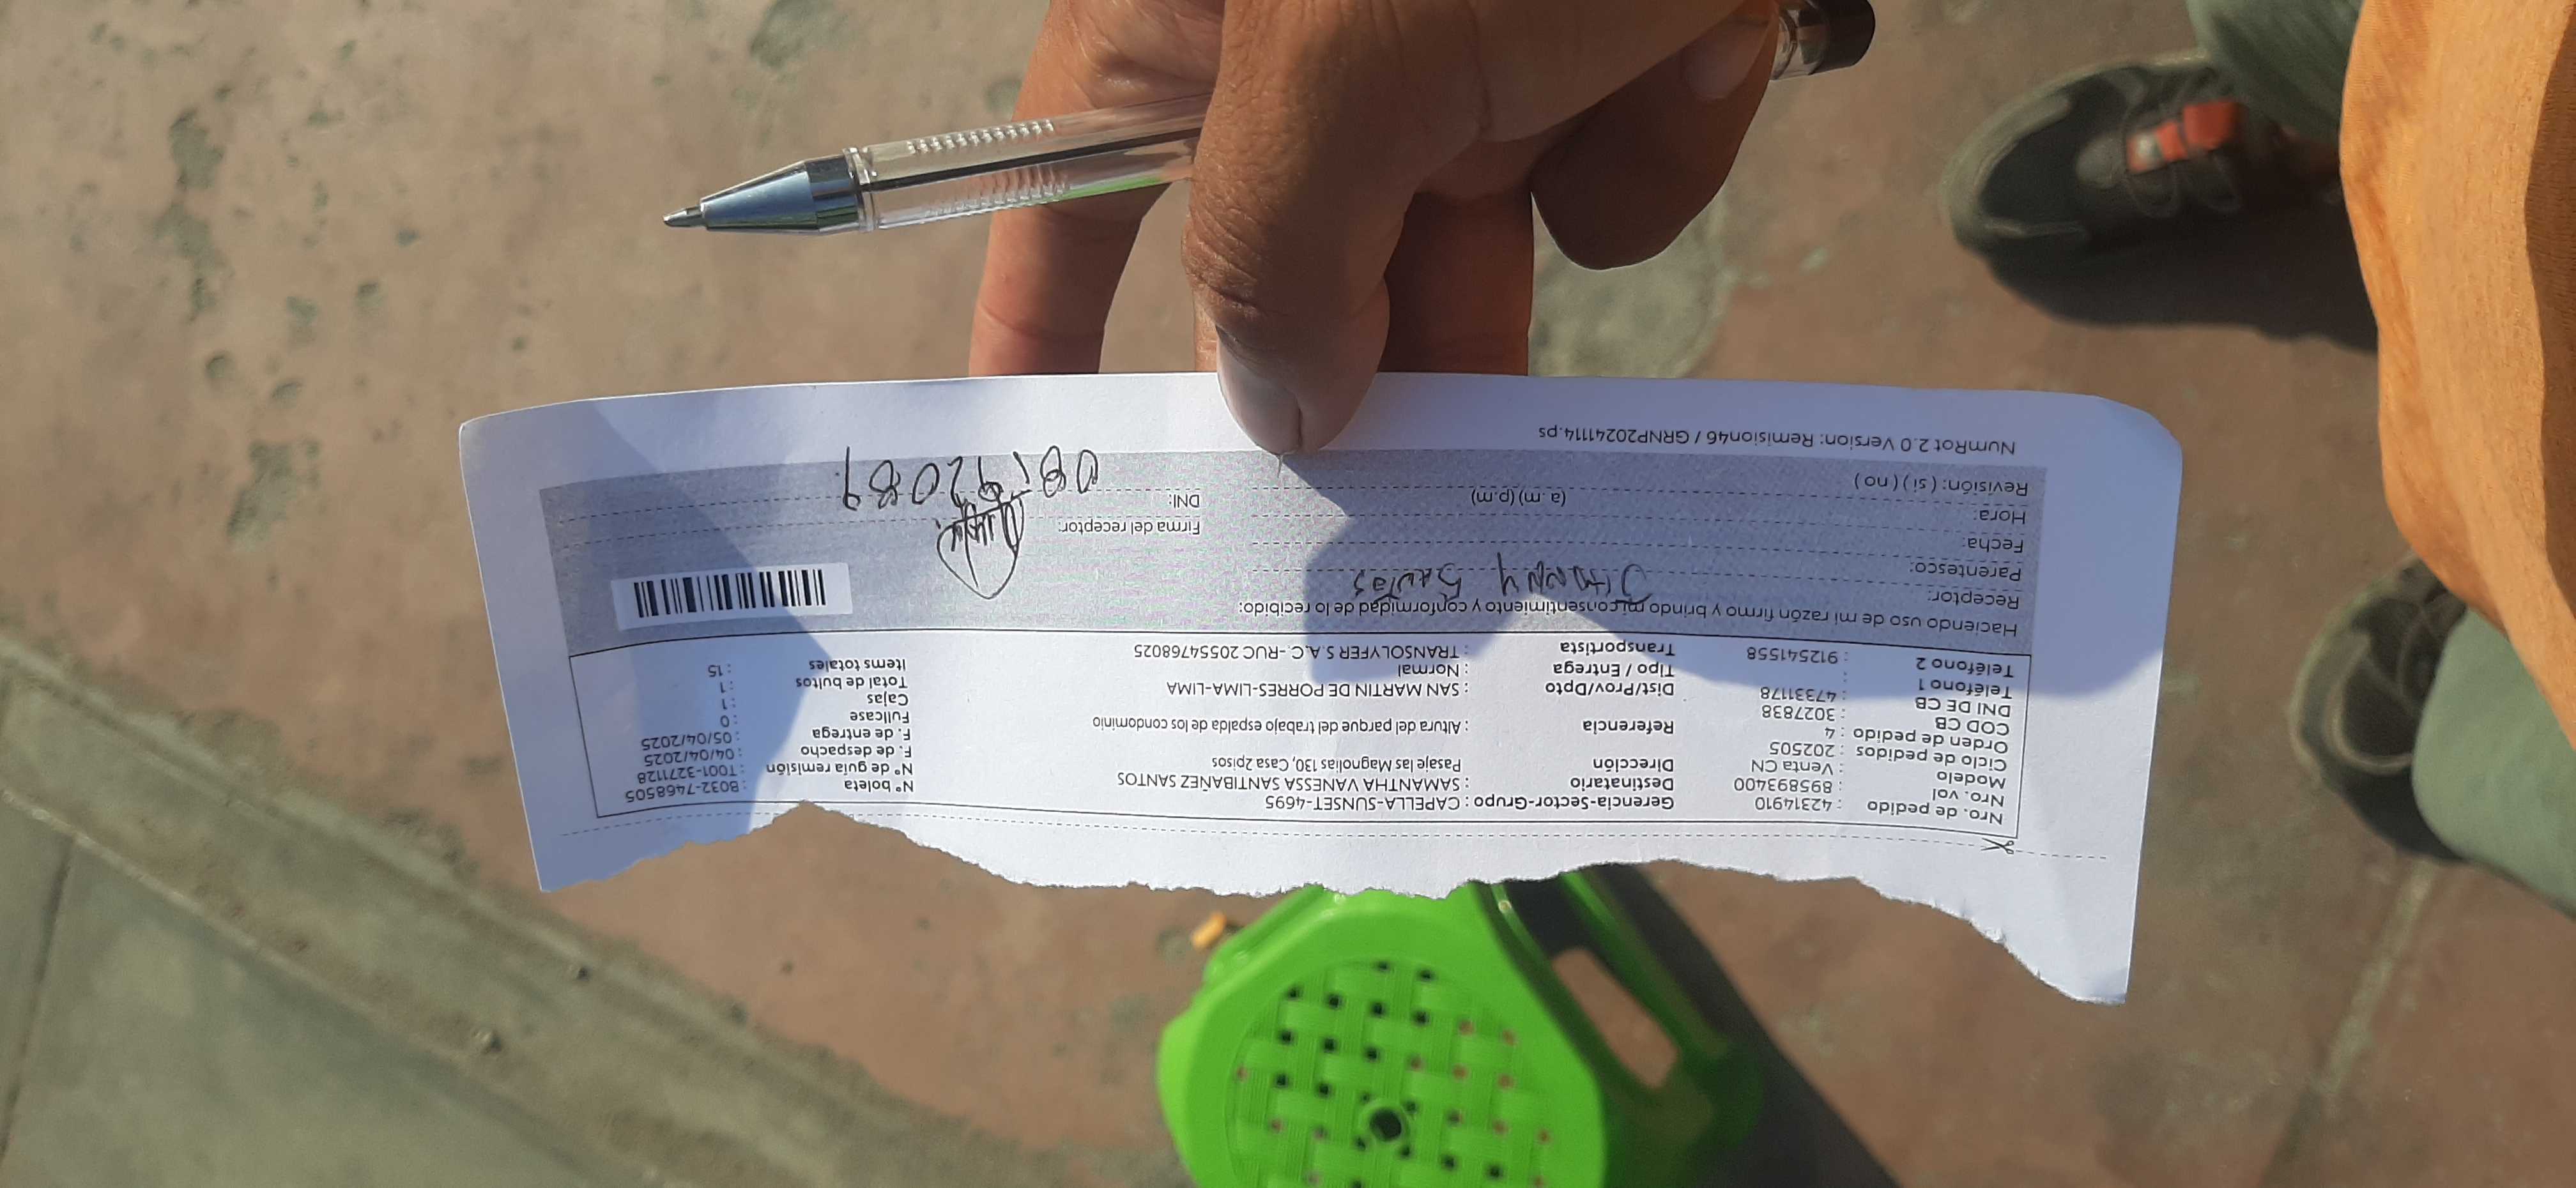 Nro. de pedido : 42314910
Nro. vol : 895893400
Modelo : Venta CN
Ciclo de pedidos : 202505
Orden de pedido : 4
COD CB : 3027838
DNI DE CB : 47331178
Teléfono 1 :
Teléfono 2 : 912541558
Gerencia-Sector-Grupo : CAPELLA-SUNSET-4695
Destinatario : SAMANTHA VANESSA SANTIBAÑEZ SANTOS
Dirección Pasaje las Magnolias 130, Casa 2pisos
Referencia : Altura del parque del trabajo espalda de los condominio
Dist/Prov/Dpto : SAN MARTIN DE PORRES-LIMA-LIMA
Tipo / Entrega : Normal
Transportista : TRANSOLYFER S.A.C.-RUC 20554768025
N° boleta : B032-7468505
N° de guia remisión : T001-3271128
F. de despacho : 04/04/2025
F. de entrega : 05/04/2025
Fullcase : 0
Cajas : 1
Total de bultos : 1
Items totales : 15
Haciendo uso de mi razón firmo y brindo mi consentimiento y conformidad de lo recibido:
Receptor: JHONNY SANTOS
Parentesco:
Fecha:
Hora: (a.m) (p.m)
Revisión: ( si ) ( no )
Firma del receptor:
DNI:
NumRot 2.0 Version: Remision46 / GRNP20241114.ps